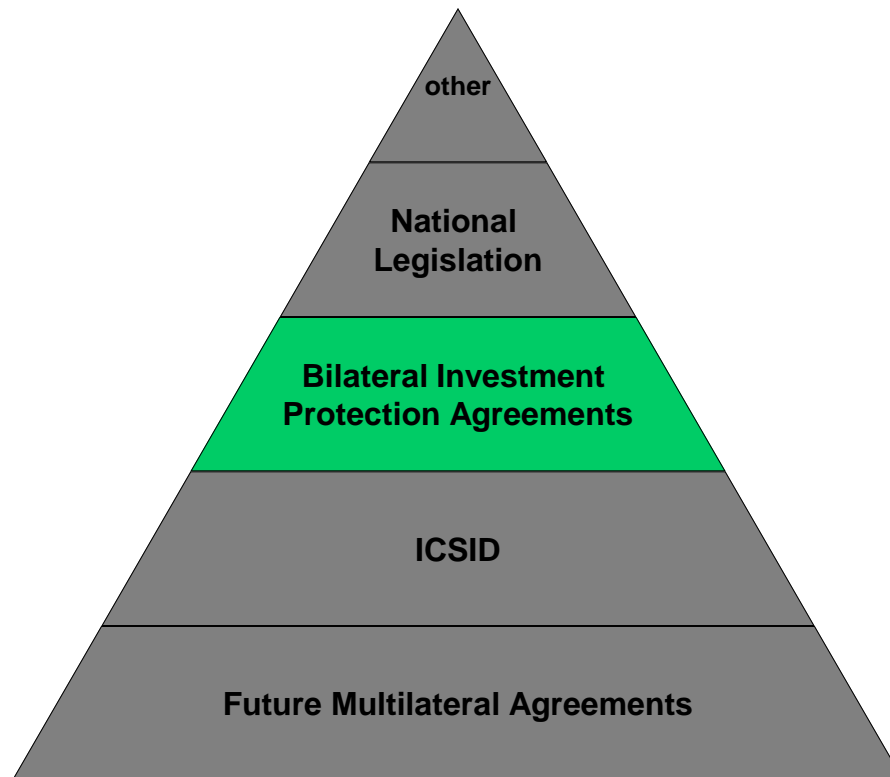 other
National
Legislation
Bilateral Investment
Protection Agreements
ICSID
Future Multilateral Agreements